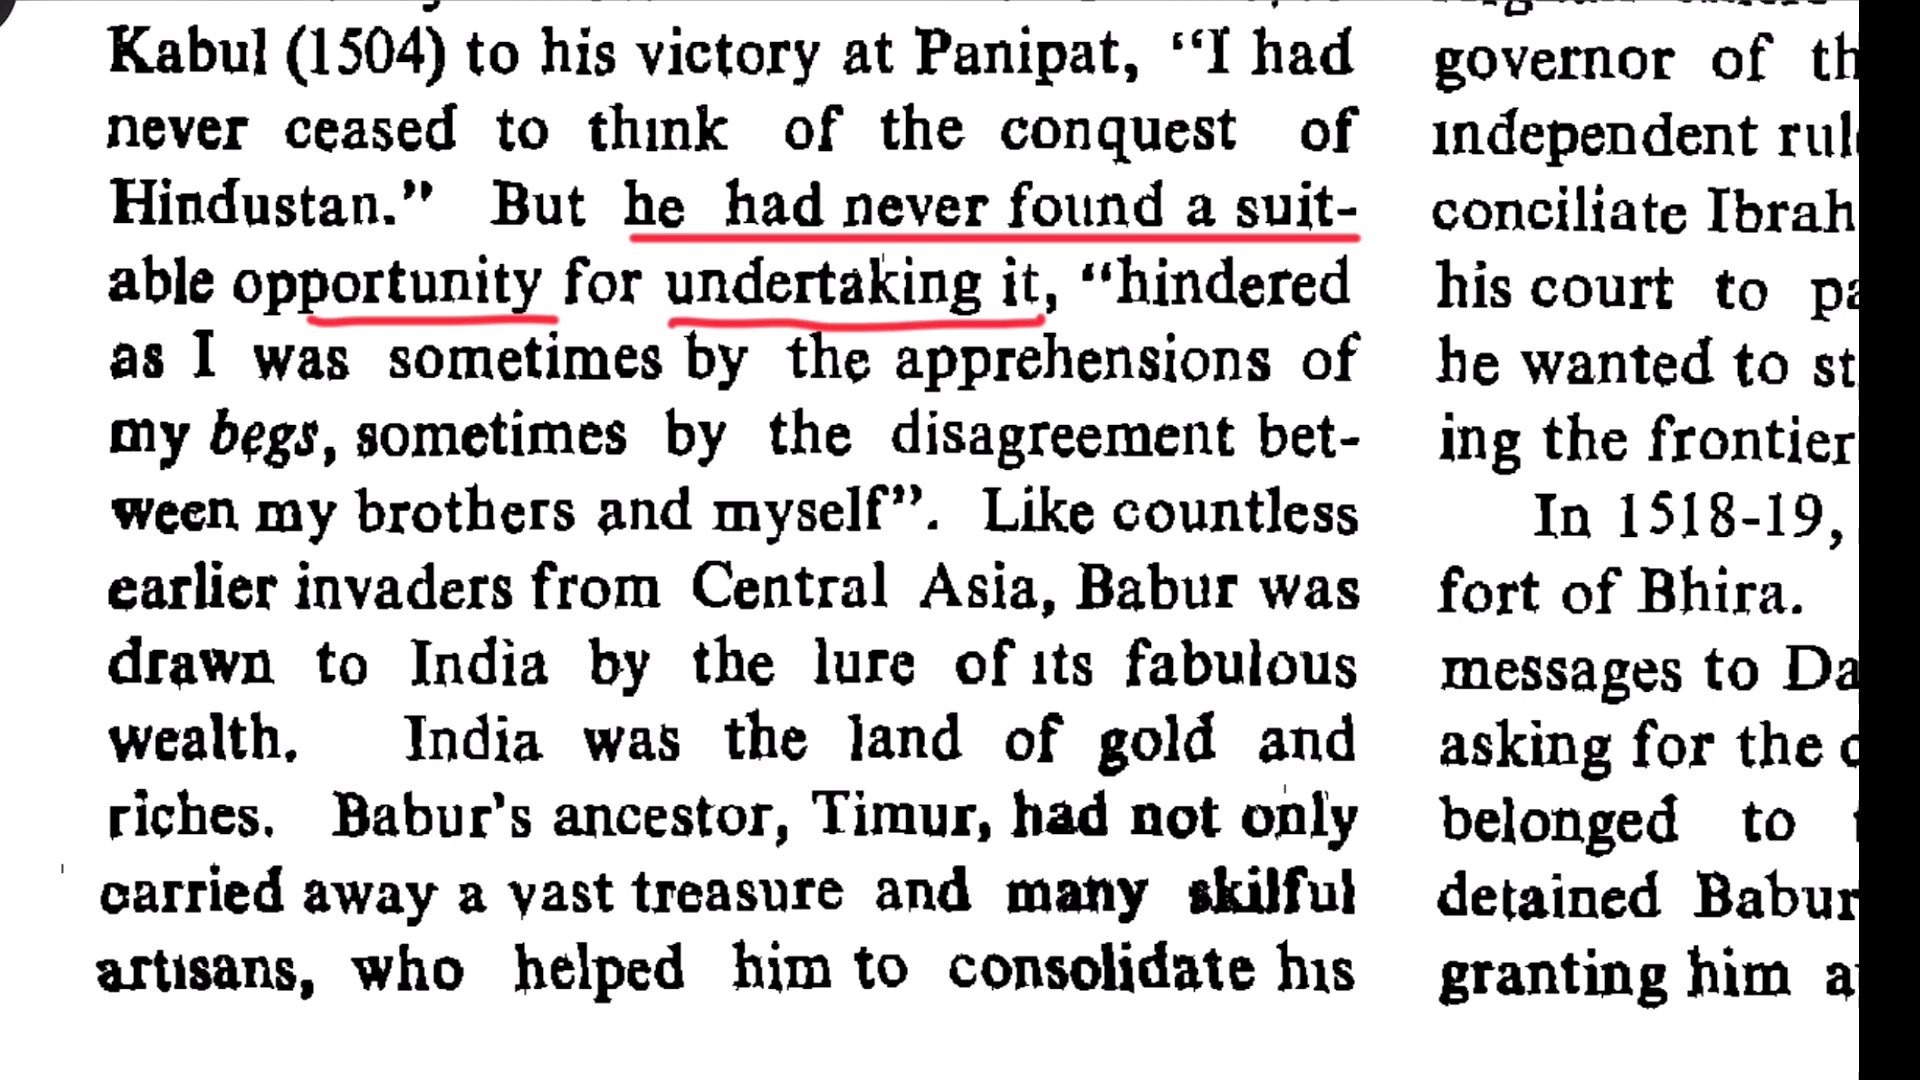 Kabul (1504) to his victory at Panipat, “I had
never ceased to think of the conquest of
Hindustan.” But he had never found a suit-
able opportunity for undertaking it, “hindered
as I was sometimes by the apprehensions of
my begs, sometimes by the disagreement bet-
ween my brothers and myself”. Like countless
earlier invaders from Central Asia, Babur was
drawn to India by the lure of its fabulous
wealth. India was the land of gold and
riches. Babur’s ancestor, Timur, had not only
carried away a vast treasure and many skilful
artisans, who helped him to consolidate his
governor of
independent
conciliate
his court to
he wanted to
ing the frontier
In 1518-19,
fort of Bhira.
messages to
asking for the
belonged to
detained Babur
granting him